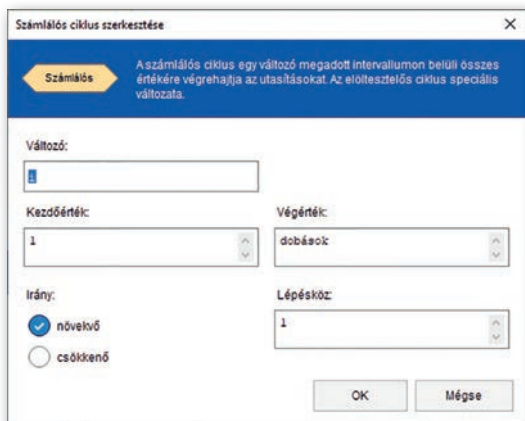 Számlálós ciklus szerkesztése
Számlálós
A számlálós ciklus egy változó megadott intervallumon belüli összes
értékére végrehajtja az utasításokat. Az elöltesztelős ciklus speciális
változata.
Változó:
i
Kezdőérték:
Végérték:
1
dobások
Irány:
Lépésköz:
növekvő
1
csökkenő
OK
Mégse